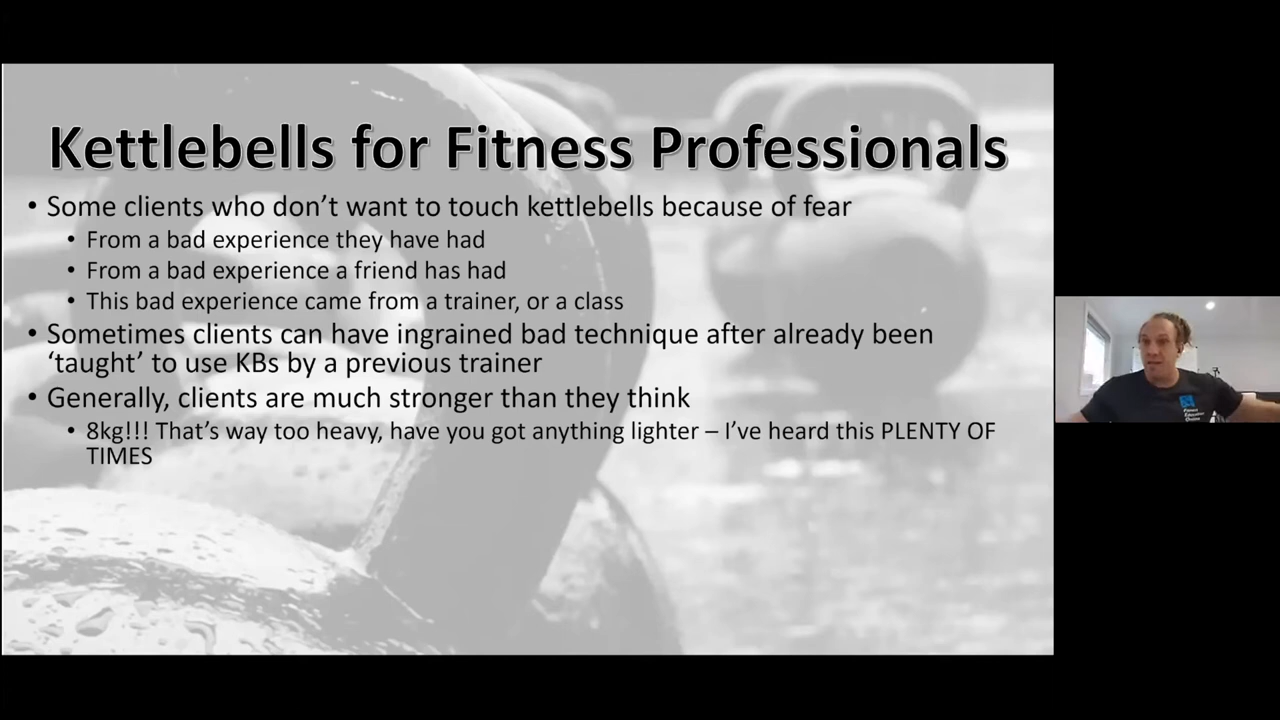 Kettlebells for Fitness Professionals
• Some clients who don’t want to touch kettlebells because of fear
• From a bad experience they have had
• From a bad experience a friend has had
• This bad experience came from a trainer, or a class
• Sometimes clients can have ingrained bad technique after already been
‘taught’ to use KBs by a previous trainer
• Generally, clients are much stronger than they think
• 8kg!!! That’s way too heavy, have you got anything lighter – I’ve heard this PLENTY OF
TIMES
Fitness
Education
Online